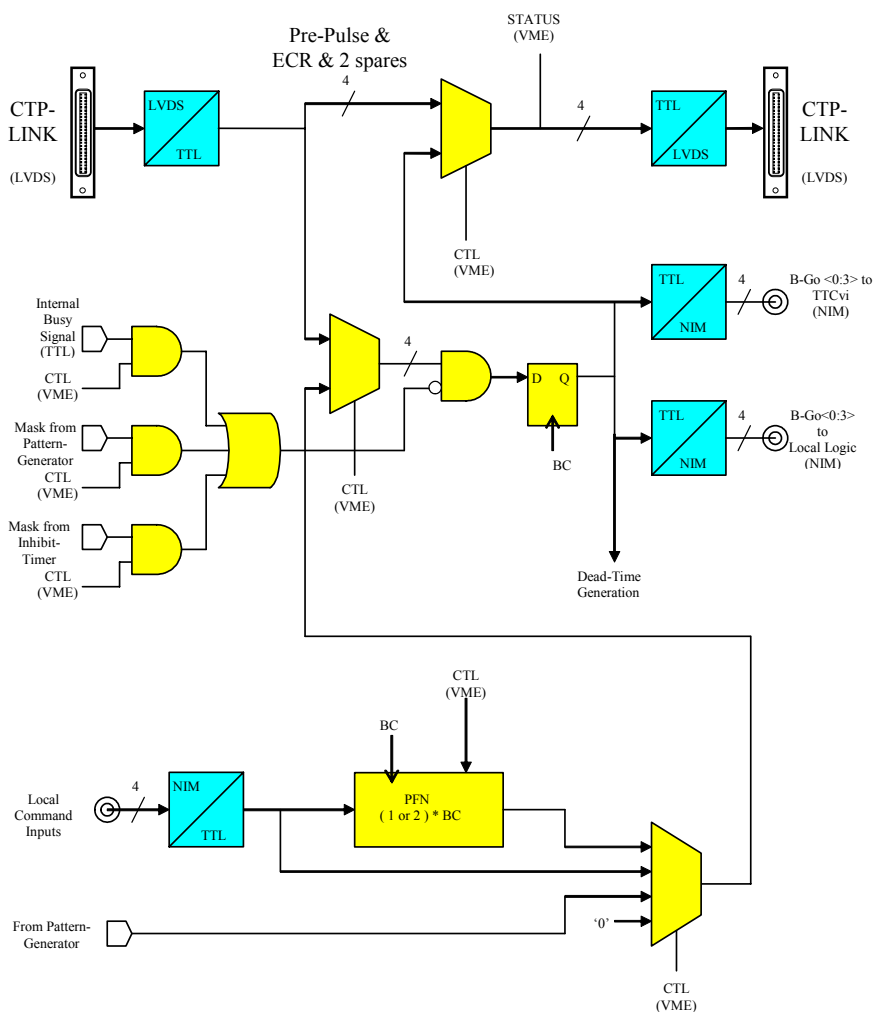 STATUS
(VME)
Pre-Pulse &
ECR & 2 spares
4
4
CTP-
LINK
(LVDS)
LVDS
TTL
TTL
LVDS
CTP-
LINK
(LVDS)
CTL
(VME)
TTL
NIM
4
B-Go <0:3> to
TTCvi
(NIM)
Internal
Busy
Signal
(TTL)
CTL
(VME)
4
D Q
BC
TTL
NIM
4
B-Go<0:3>
to
Local Logic
(NIM)
Mask from
Pattern-
Generator
CTL
(VME)
CTL
(VME)
Mask from
Inhibit-
Timer
CTL
(VME)
Dead-Time
Generation
CTL
(VME)
BC
Local
Command
Inputs
4
NIM
TTL
PFN
( 1 or 2 ) * BC
From Pattern-
Generator
‘0’
CTL
(VME)